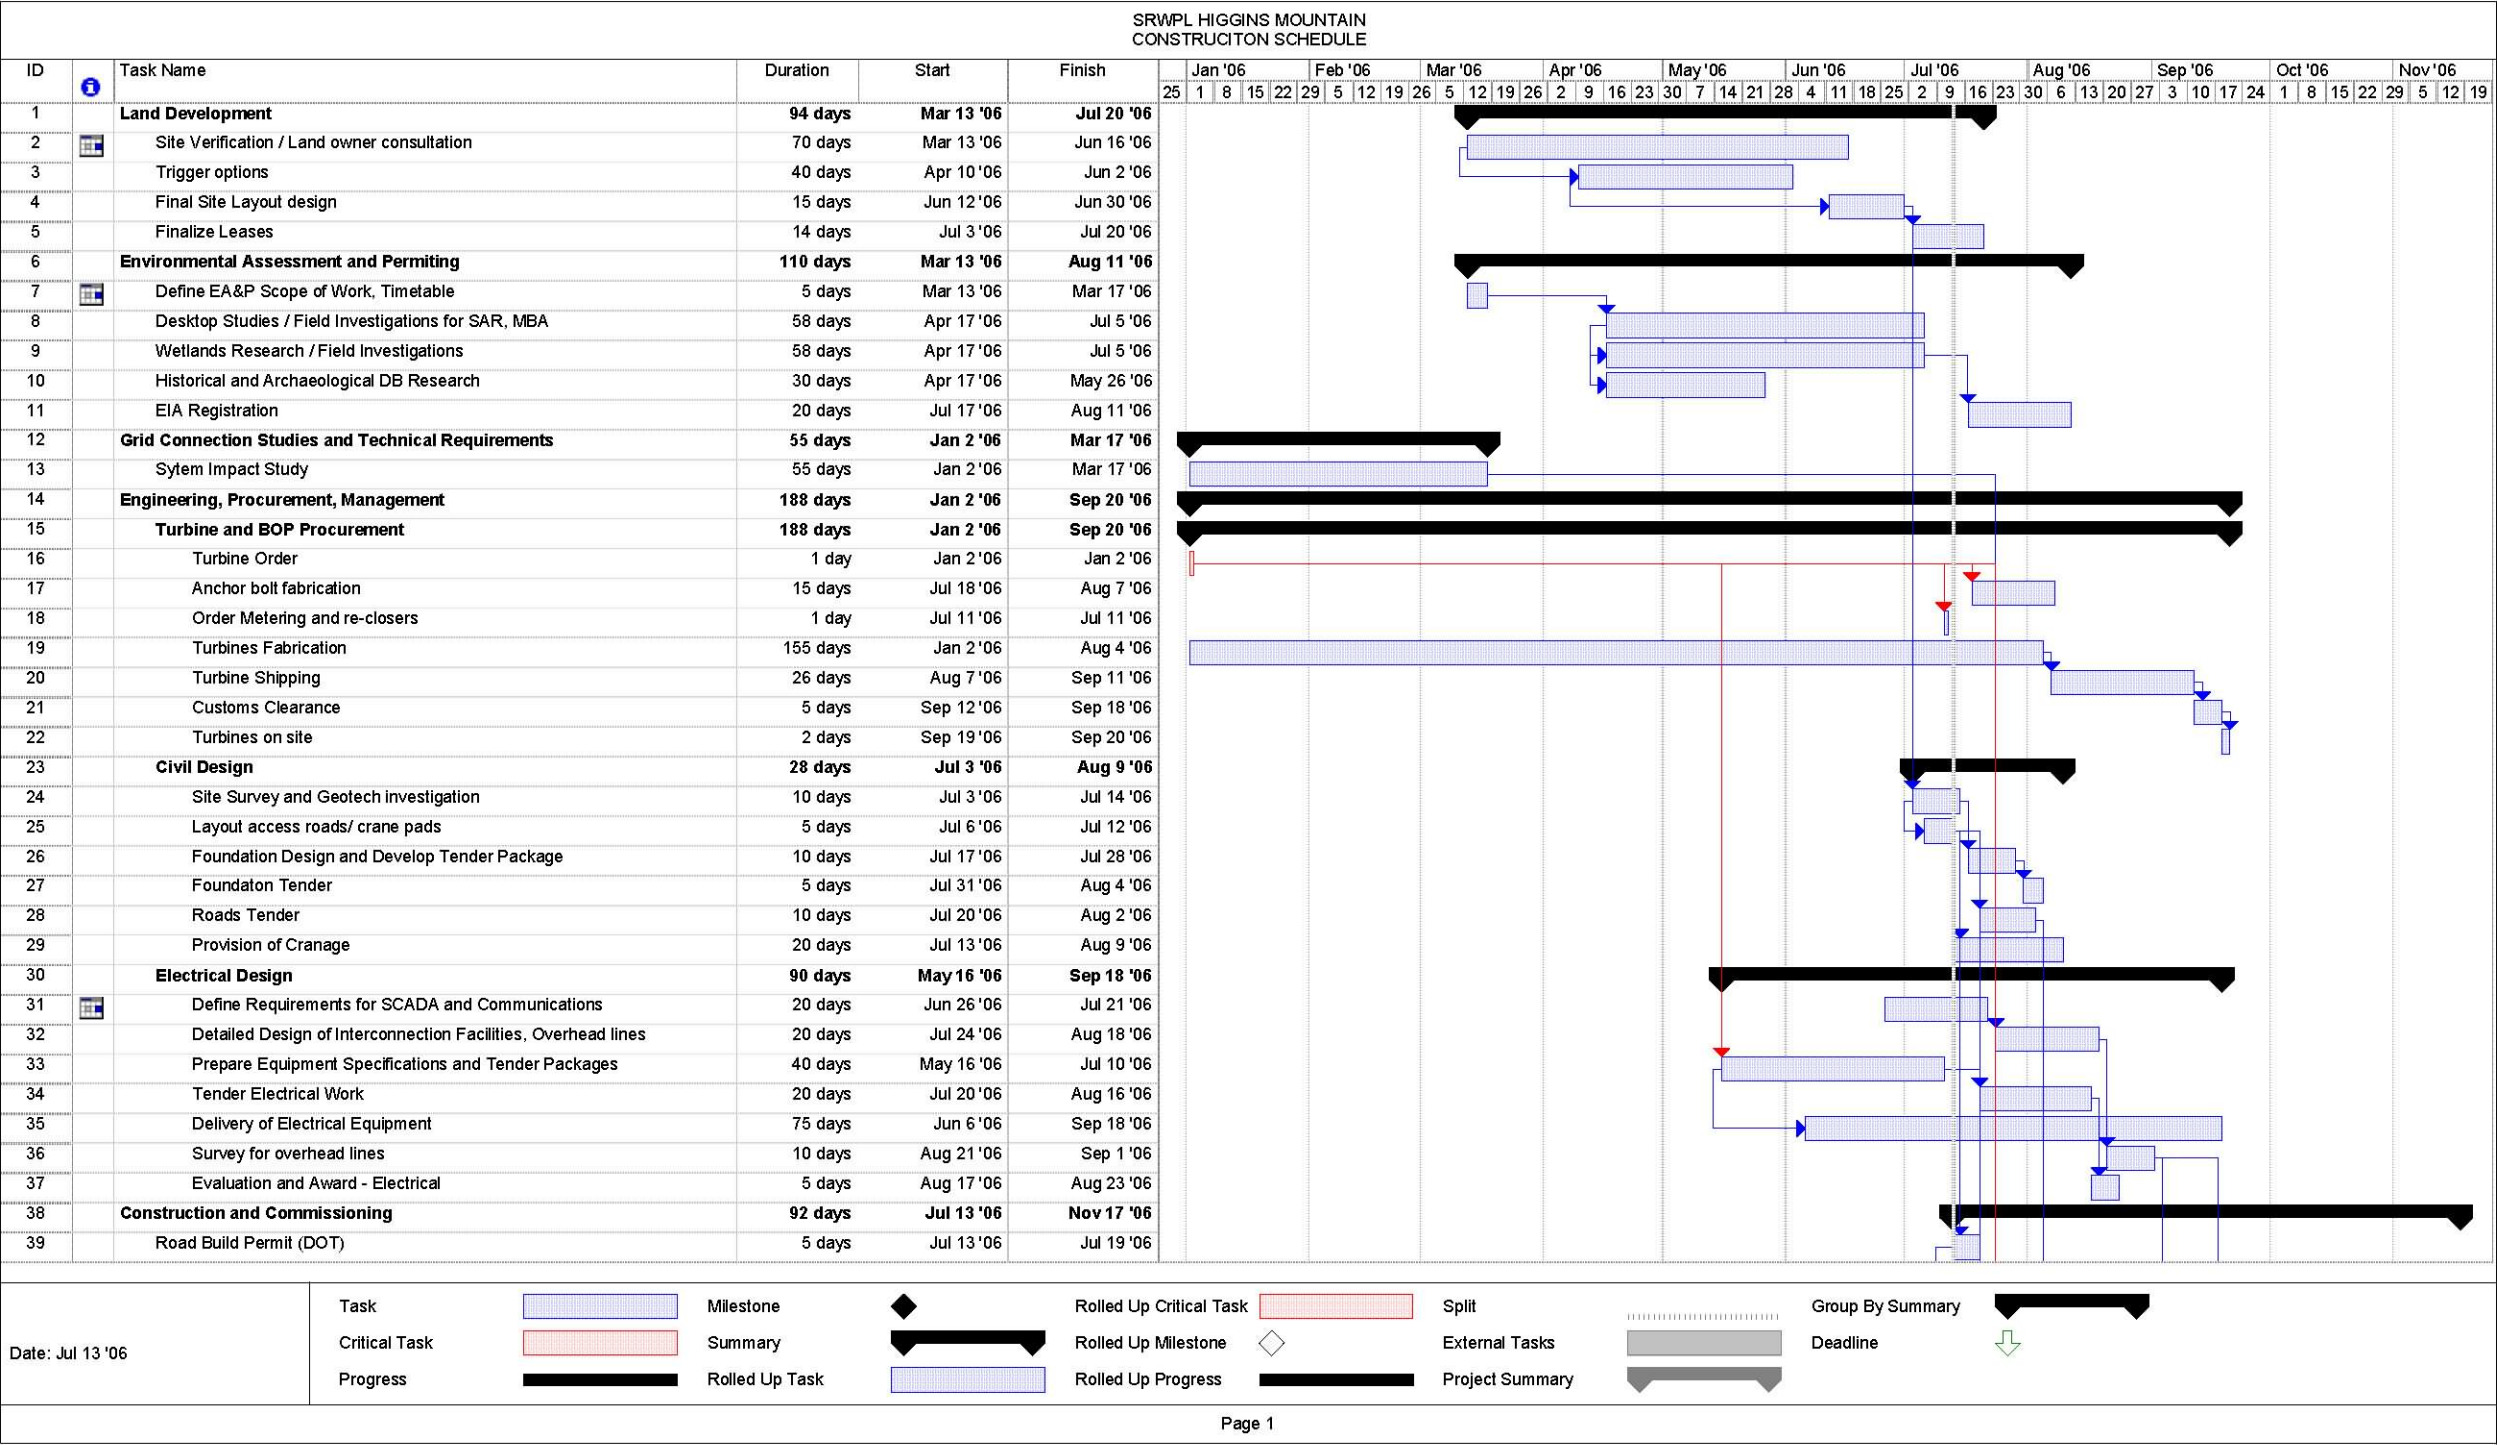 SRWPL HIGGINS MOUNTAIN
CONSTRUCITON SCHEDULE
ID Task Name Duration Start Finish Jan '06 Feb '06 Mar '06 Apr '06 May '06 Jun '06 Jul '06 Aug '06 Sep '06 Oct '06 Nov '06
25 1 8 15 22 29 5 12 19 26 5 12 19 26 2 9 16 23 30 7 14 21 28 4 11 18 25 2 9 16 23 30 6 13 20 27 3 10 17 24 1 8 15 22 29 5 12 19
1 Land Development 94 days Mar 13 '06 Jul 20 '06
2 Site Verification / Land owner consultation 70 days Mar 13 '06 Jun 16 '06
3 Trigger options 40 days Apr 10 '06 Jun 2 '06
4 Final Site Layout design 15 days Jun 12 '06 Jun 30 '06
5 Finalize Leases 14 days Jul 3 '06 Jul 20 '06
6 Environmental Assessment and Permiting 110 days Mar 13 '06 Aug 11 '06
7 Define EA&P Scope of Work, Timetable 5 days Mar 13 '06 Mar 17 '06
8 Desktop Studies / Field Investigations for SAR, MBA 58 days Apr 17 '06 Jul 5 '06
9 Wetlands Research / Field Investigations 58 days Apr 17 '06 Jul 5 '06
10 Historical and Archaeological DB Research 30 days Apr 17 '06 May 26 '06
11 EIA Registration 20 days Jul 17 '06 Aug 11 '06
12 Grid Connection Studies and Technical Requirements 55 days Jan 2 '06 Mar 17 '06
13 Sytem Impact Study 55 days Jan 2 '06 Mar 17 '06
14 Engineering, Procurement, Management 188 days Jan 2 '06 Sep 20 '06
15 Turbine and BOP Procurement 188 days Jan 2 '06 Sep 20 '06
16 Turbine Order 1 day Jan 2 '06 Jan 2 '06
17 Anchor bolt fabrication 15 days Jul 18 '06 Aug 7 '06
18 Order Metering and re-closers 1 day Jul 11 '06 Jul 11 '06
19 Turbines Fabrication 155 days Jan 2 '06 Aug 4 '06
20 Turbine Shipping 26 days Aug 7 '06 Sep 11 '06
21 Customs Clearance 5 days Sep 12 '06 Sep 18 '06
22 Turbines on site 2 days Sep 19 '06 Sep 20 '06
23 Civil Design 28 days Jul 3 '06 Aug 9 '06
24 Site Survey and Geotech investigation 10 days Jul 3 '06 Jul 14 '06
25 Layout access roads/ crane pads 5 days Jul 6 '06 Jul 12 '06
26 Foundation Design and Develop Tender Package 10 days Jul 17 '06 Jul 28 '06
27 Foundaton Tender 5 days Jul 31 '06 Aug 4 '06
28 Roads Tender 10 days Jul 20 '06 Aug 2 '06
29 Provision of Cranage 20 days Jul 13 '06 Aug 9 '06
30 Electrical Design 90 days May 16 '06 Sep 18 '06
31 Define Requirements for SCADA and Communications 20 days Jun 26 '06 Jul 21 '06
32 Detailed Design of Interconnection Facilities, Overhead lines 20 days Jul 24 '06 Aug 18 '06
33 Prepare Equipment Specifications and Tender Packages 40 days May 16 '06 Jul 10 '06
34 Tender Electrical Work 20 days Jul 20 '06 Aug 16 '06
35 Delivery of Electrical Equipment 75 days Jun 6 '06 Sep 18 '06
36 Survey for overhead lines 10 days Aug 21 '06 Sep 1 '06
37 Evaluation and Award - Electrical 5 days Aug 17 '06 Aug 23 '06
38 Construction and Commissioning 92 days Jul 13 '06 Nov 17 '06
39 Road Build Permit (DOT) 5 days Jul 13 '06 Jul 19 '06
Task Milestone Rolled Up Critical Task Split Group By Summary
Critical Task Summary Rolled Up Milestone External Tasks Deadline
Date: Jul 13 '06
Progress Rolled Up Task Rolled Up Progress Project Summary
Page 1